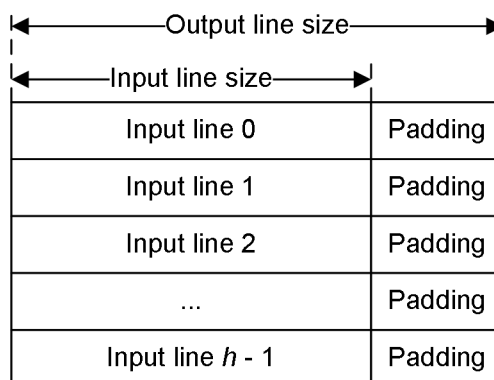 Output line size
Input line size
Input line 0 Padding
Input line 1 Padding
Input line 2 Padding
... Padding
Input line h - 1 Padding